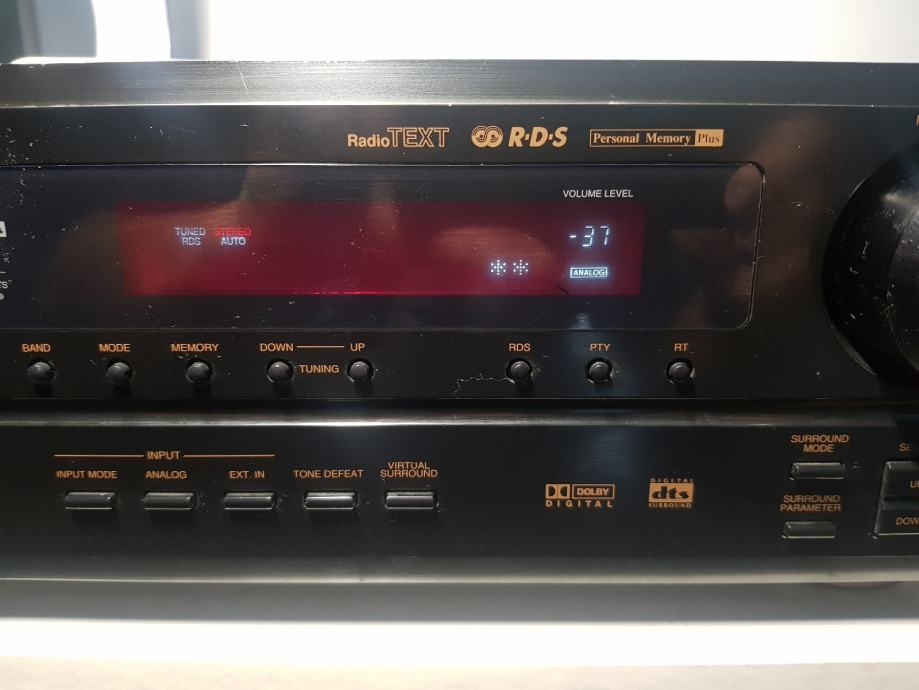 RadioTEXT R·D·S Personal Memory Plus
VOLUME LEVEL
TUNED STEREO
RDS AUTO
-37
** ANALOG
BAND MODE MEMORY DOWN UP RDS PTY RT
TUNING
INPUT
INPUT MODE ANALOG EXT. IN TONE DEFEAT VIRTUAL SURROUND
SURROUND MODE
DOLBY DIGITAL
DIGITAL dts SURROUND
SURROUND PARAMETER